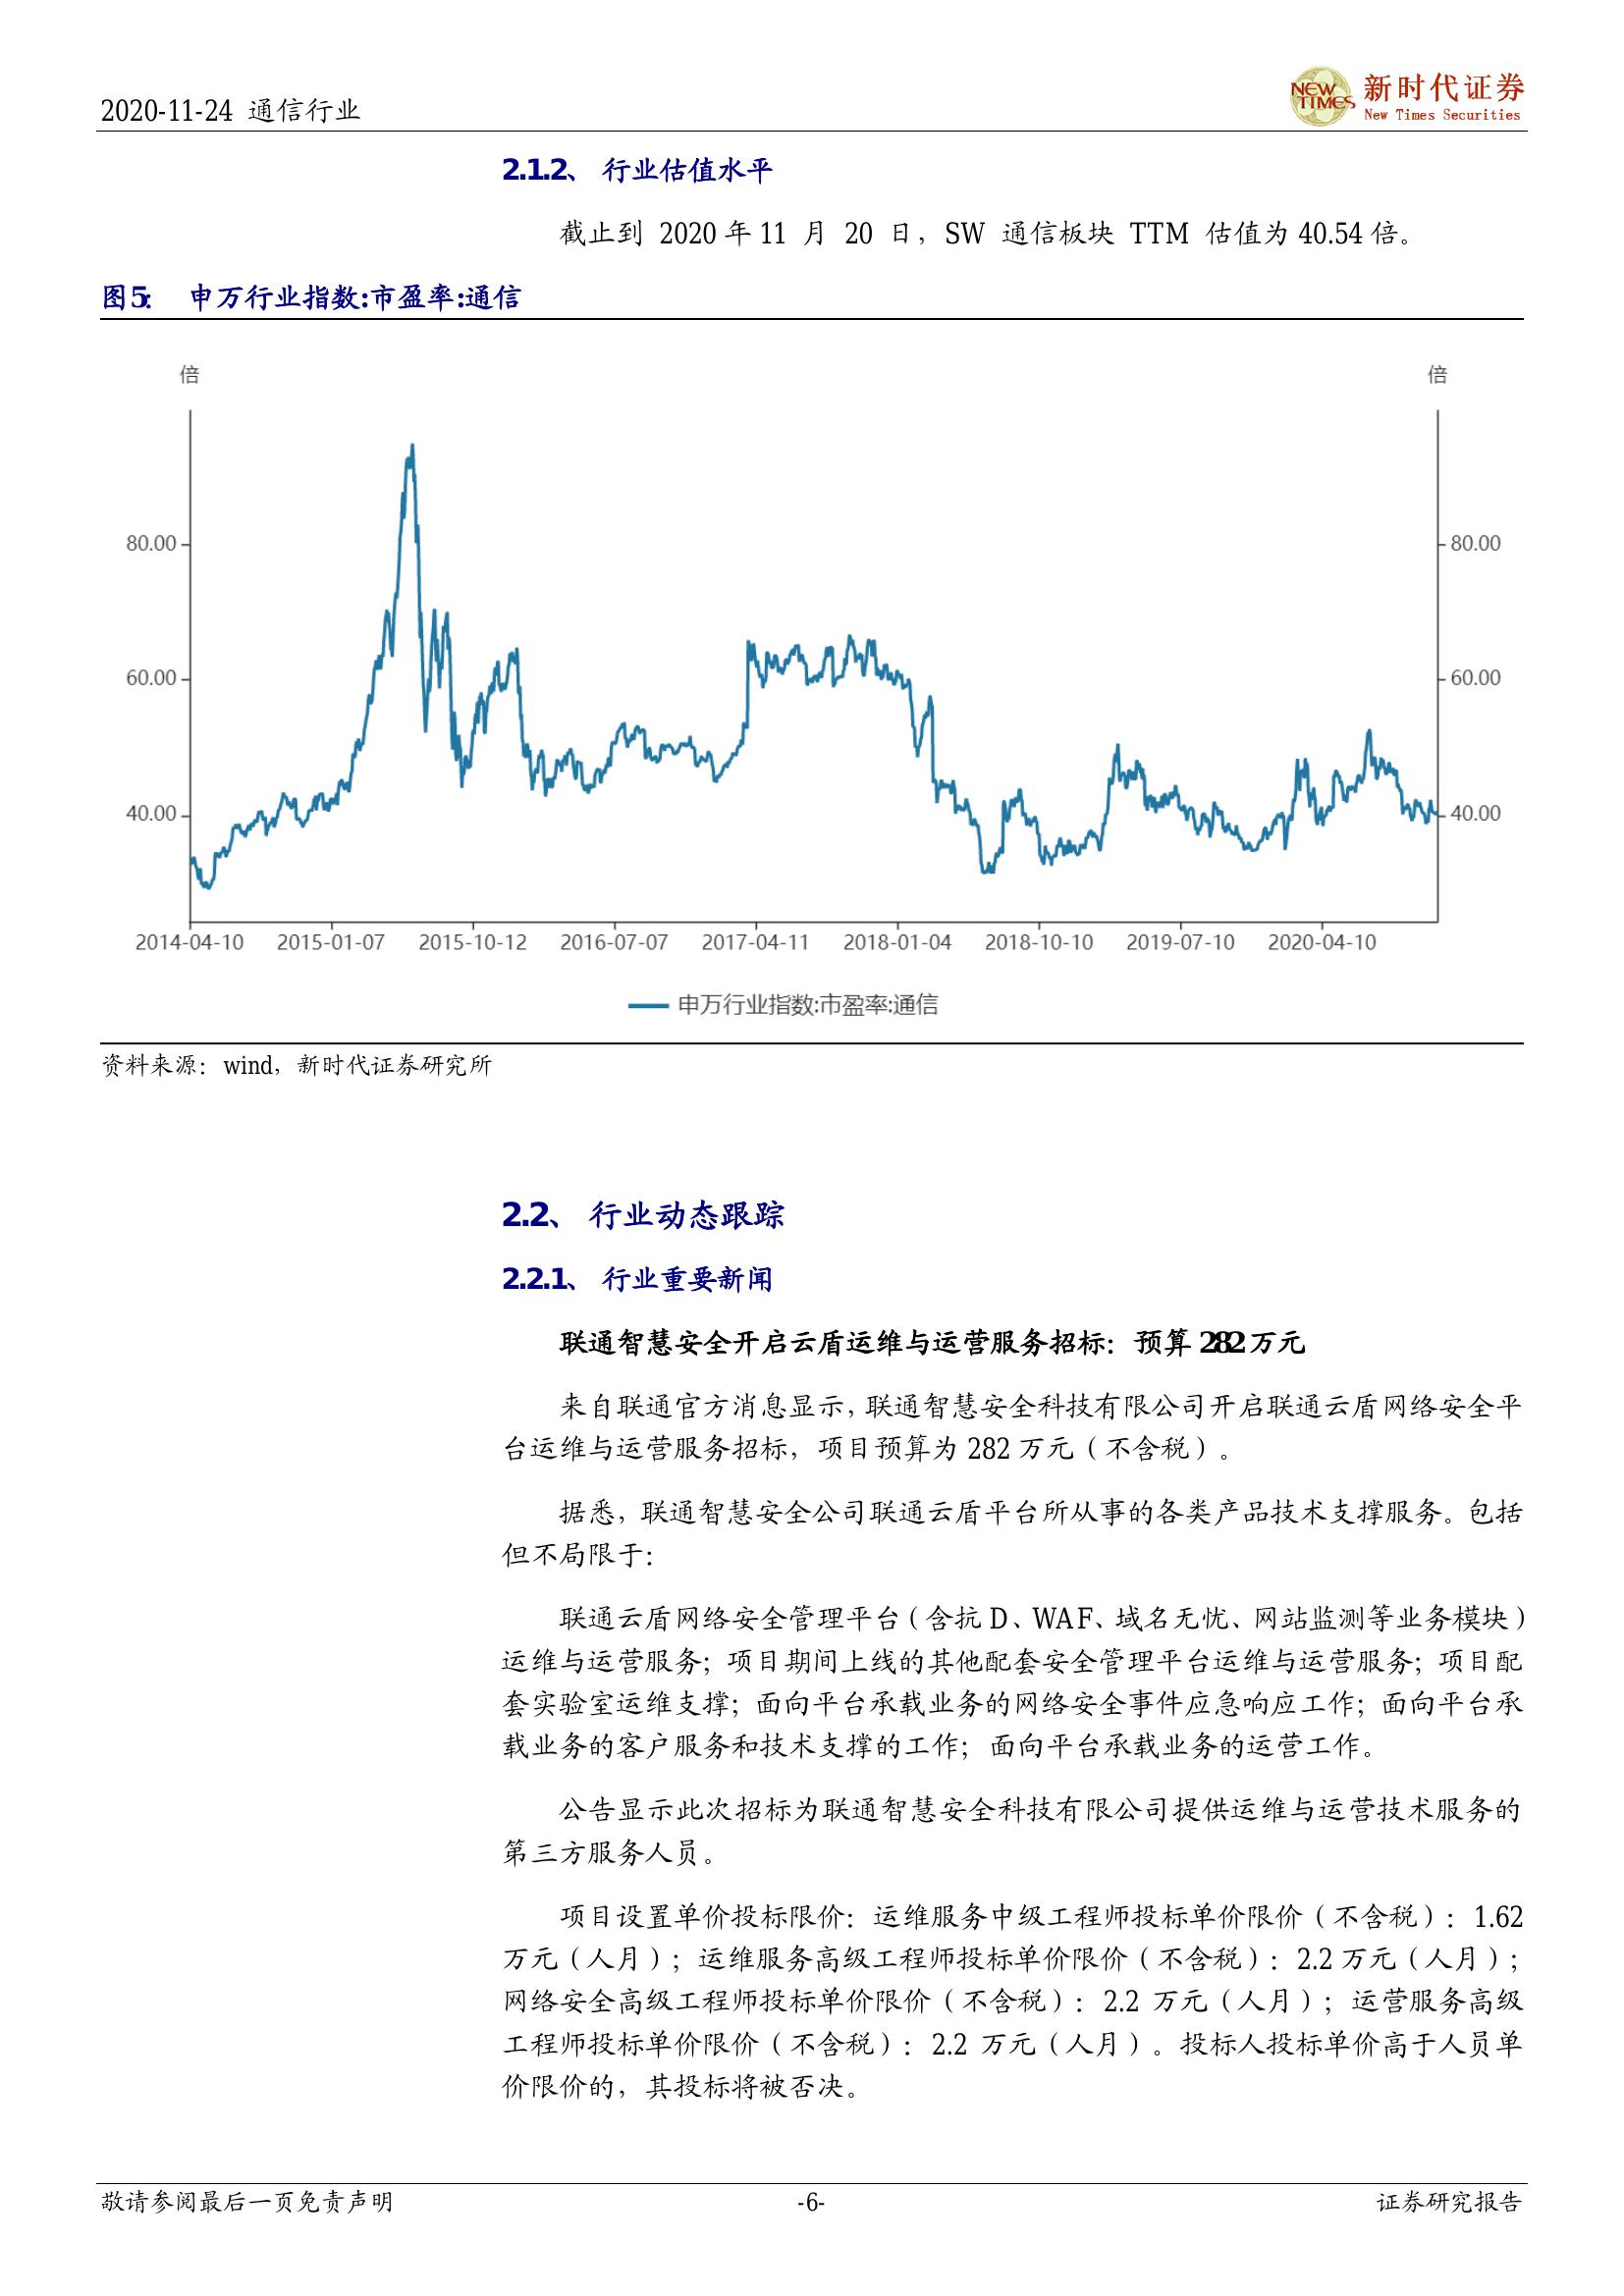 2020-11-24 通信行业
NEW TIMES
新时代证券
New Times Securities
2.1.2、 行业估值水平
截止到 2020 年 11 月 20 日，SW 通信板块 TTM 估值为 40.54 倍。
图 5： 申万行业指数:市盈率:通信
倍 倍
80.00 80.00
60.00 60.00
40.00 40.00
2014-04-10 2015-01-07 2015-10-12 2016-07-07 2017-04-11 2018-01-04 2018-10-10 2019-07-10 2020-04-10
申万行业指数:市盈率:通信
资料来源：wind，新时代证券研究所
2.2、 行业动态跟踪
2.2.1、 行业重要新闻
联通智慧安全开启云盾运维与运营服务招标：预算 282 万元
来自联通官方消息显示，联通智慧安全科技有限公司开启联通云盾网络安全平
台运维与运营服务招标，项目预算为 282 万元（不含税）。
据悉，联通智慧安全公司联通云盾平台所从事的各类产品技术支撑服务。包括
但不局限于：
联通云盾网络安全管理平台（含抗 D、WAF、域名无忧、网站监测等业务模块）
运维与运营服务；项目期间上线的其他配套安全管理平台运维与运营服务；项目配
套实验室运维支撑；面向平台承载业务的网络安全事件应急响应工作；面向平台承
载业务的客户服务和技术支撑的工作；面向平台承载业务的运营工作。
公告显示此次招标为联通智慧安全科技有限公司提供运维与运营技术服务的
第三方服务人员。
项目设置单价投标限价：运维服务中级工程师投标单价限价（不含税）：1.62
万元（人月）；运维服务高级工程师投标单价限价（不含税）：2.2 万元（人月）；
网络安全高级工程师投标单价限价（不含税）：2.2 万元（人月）；运营服务高级
工程师投标单价限价（不含税）：2.2 万元（人月）。投标人投标单价高于人员单
价限价的，其投标将被否决。
敬请参阅最后一页免责声明 -6- 证券研究报告